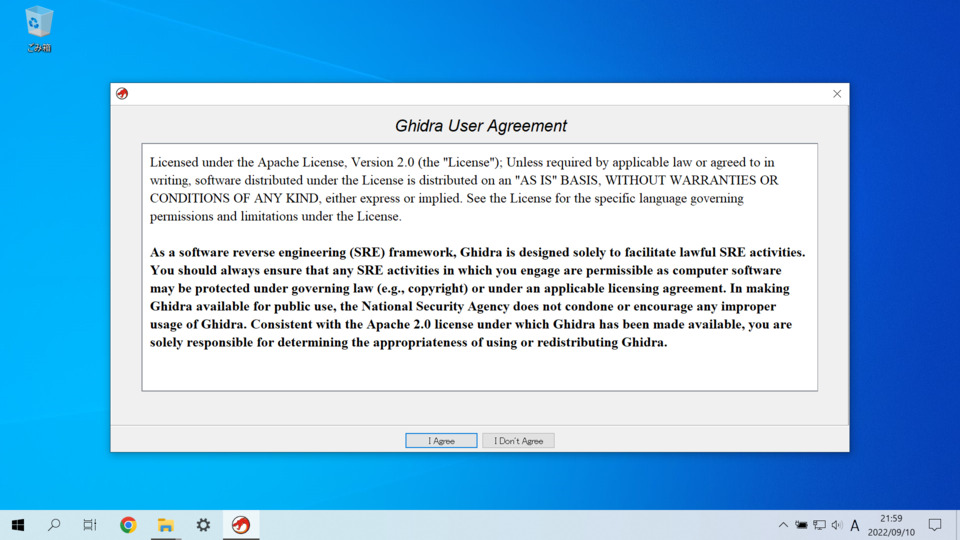 ごみ箱
Ghidra User Agreement
Licensed under the Apache License, Version 2.0 (the "License"); Unless required by applicable law or agreed to in
writing, software distributed under the License is distributed on an "AS IS" BASIS, WITHOUT WARRANTIES OR
CONDITIONS OF ANY KIND, either express or implied. See the License for the specific language governing
permissions and limitations under the License.
As a software reverse engineering (SRE) framework, Ghidra is designed solely to facilitate lawful SRE activities.
You should always ensure that any SRE activities in which you engage are permissible as computer software
may be protected under governing law (e.g., copyright) or under an applicable licensing agreement. In making
Ghidra available for public use, the National Security Agency does not condone or encourage any improper
usage of Ghidra. Consistent with the Apache 2.0 license under which Ghidra has been made available, you are
solely responsible for determining the appropriateness of using or redistributing Ghidra.
I Agree
I Don't Agree
A
21:59
2022/09/10